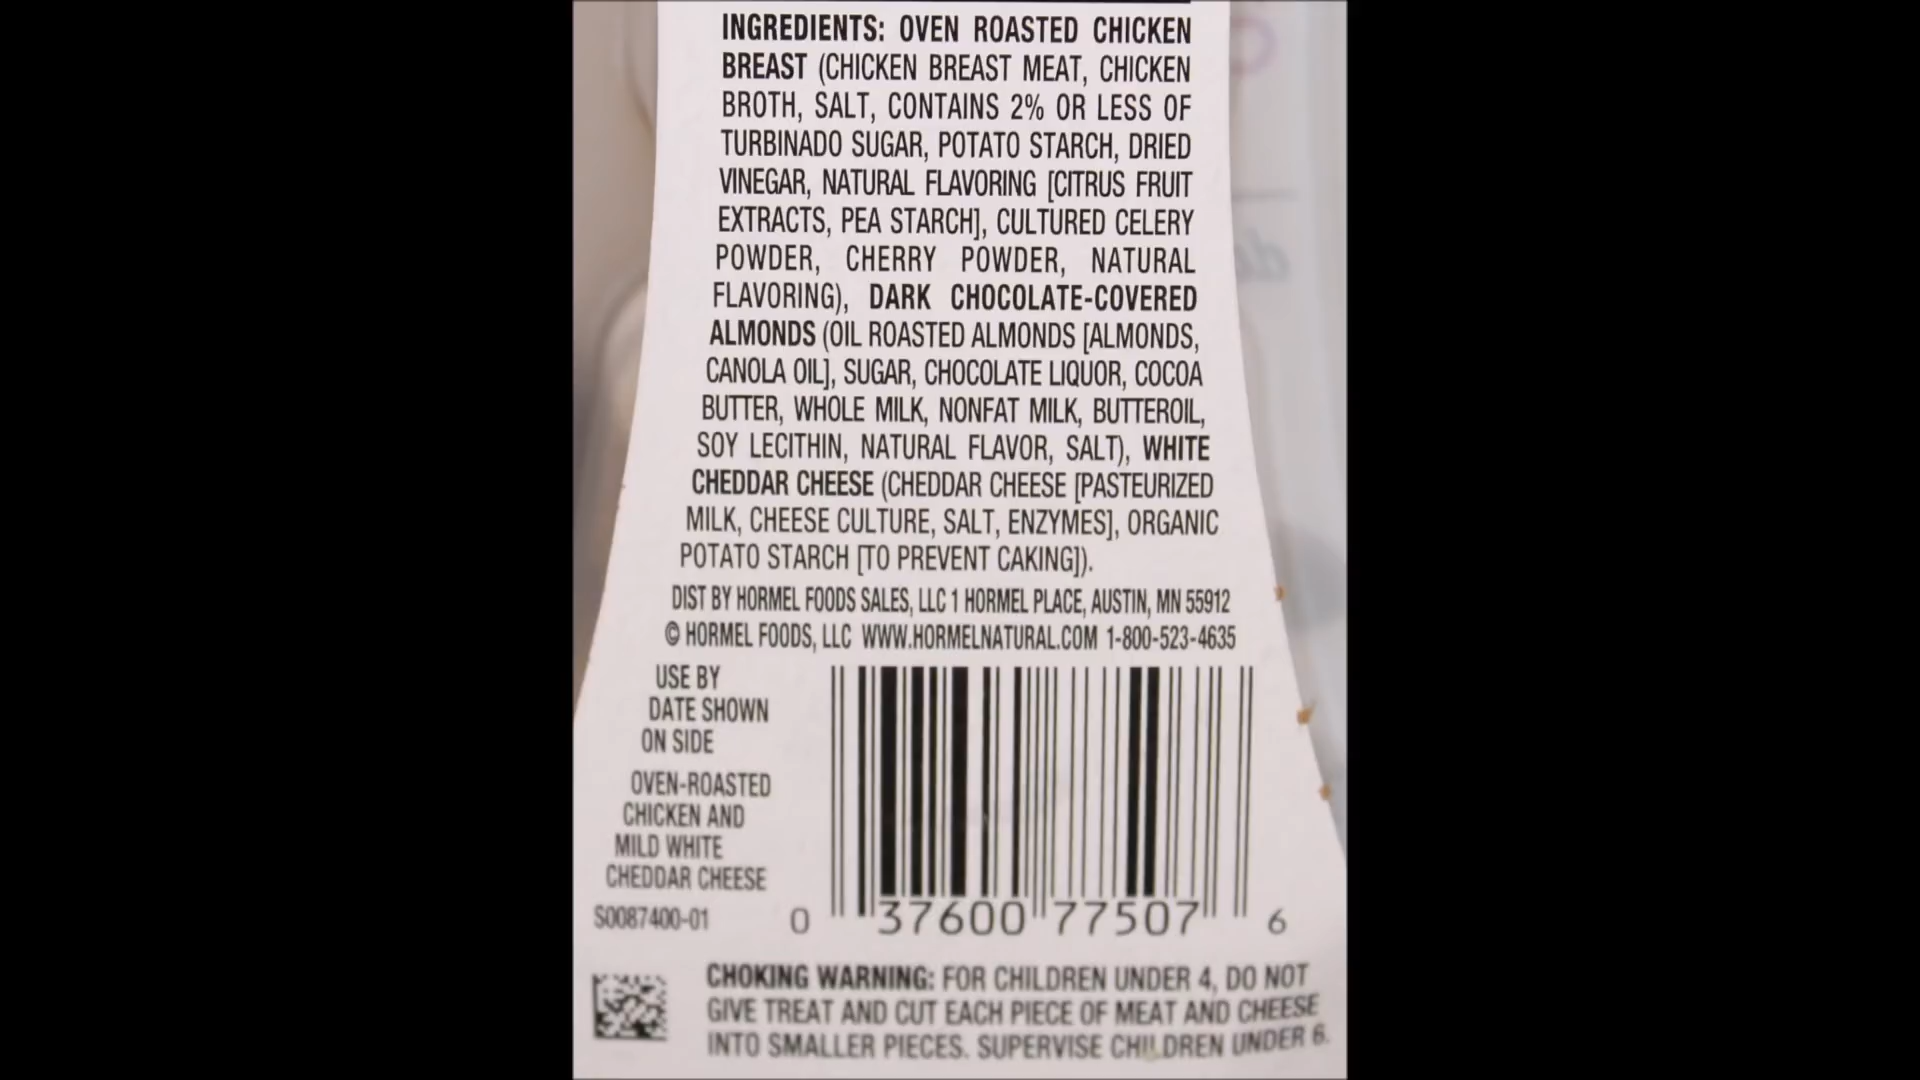 INGREDIENTS: OVEN ROASTED CHICKEN
BREAST (CHICKEN BREAST MEAT, CHICKEN
BROTH, SALT, CONTAINS 2% OR LESS OF
TURBINADO SUGAR, POTATO STARCH, DRIED
VINEGAR, NATURAL FLAVORING [CITRUS FRUIT
EXTRACTS, PEA STARCH], CULTURED CELERY
POWDER, CHERRY POWDER, NATURAL
FLAVORING), DARK CHOCOLATE-COVERED
ALMONDS (OIL ROASTED ALMONDS [ALMONDS,
CANOLA OIL], SUGAR, CHOCOLATE LIQUOR, COCOA
BUTTER, WHOLE MILK, NONFAT MILK, BUTTEROIL,
SOY LECITHIN, NATURAL FLAVOR, SALT), WHITE
CHEDDAR CHEESE (CHEDDAR CHEESE [PASTEURIZED
MILK, CHEESE CULTURE, SALT, ENZYMES], ORGANIC
POTATO STARCH [TO PREVENT CAKING]).
DIST BY HORMEL FOODS SALES, LLC 1 HORMEL PLACE, AUSTIN, MN 55912
© HORMEL FOODS, LLC WWW.HORMELNATURAL.COM 1-800-523-4635
USE BY
DATE SHOWN
ON SIDE
OVEN-ROASTED
CHICKEN AND
MILD WHITE
CHEDDAR CHEESE
S0087400-01
0 37600 77507 6
CHOKING WARNING: FOR CHILDREN UNDER 4, DO NOT
GIVE TREAT AND CUT EACH PIECE OF MEAT AND CHEESE
INTO SMALLER PIECES. SUPERVISE CHILDREN UNDER 6.